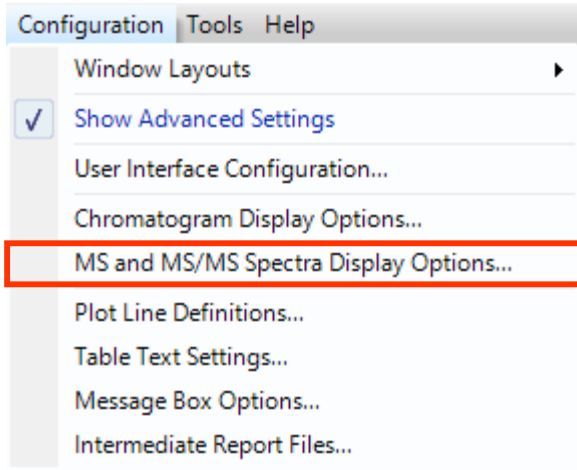 Configuration Tools Help
Window Layouts
Show Advanced Settings
User Interface Configuration...
Chromatogram Display Options...
MS and MS/MS Spectra Display Options...
Plot Line Definitions...
Table Text Settings...
Message Box Options...
Intermediate Report Files...